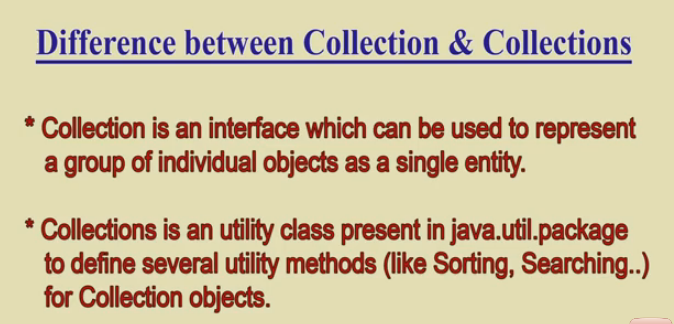 Difference between Collection & Collections
* Collection is an interface which can be used to represent
a group of individual objects as a single entity.
* Collections is an utility class present in java.util.package
to define several utility methods (like Sorting, Searching..)
for Collection objects.